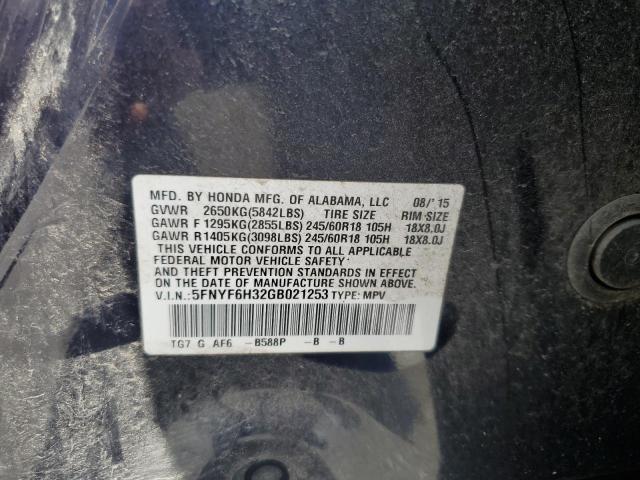 MFD. BY HONDA MFG. OF ALABAMA, LLC 08/'15
GVWR 2650KG(5842LBS) TIRE SIZE RIM SIZE
GAWR F 1295KG(2855LBS) 245/60R18 105H 18X8.0J
GAWR R1405KG(3098LBS) 245/60R18 105H 18X8.0J
THIS VEHICLE CONFORMS TO ALL APPLICABLE
FEDERAL MOTOR VEHICLE SAFETY
AND THEFT PREVENTION STANDARDS IN EFFECT
ON THE DATE OF MANUFACTURE SHOWN ABOVE.
V.I.N.:5FNYF6H32GB021253 TYPE: MPV
TG7 G AF6 -B588P -B -B